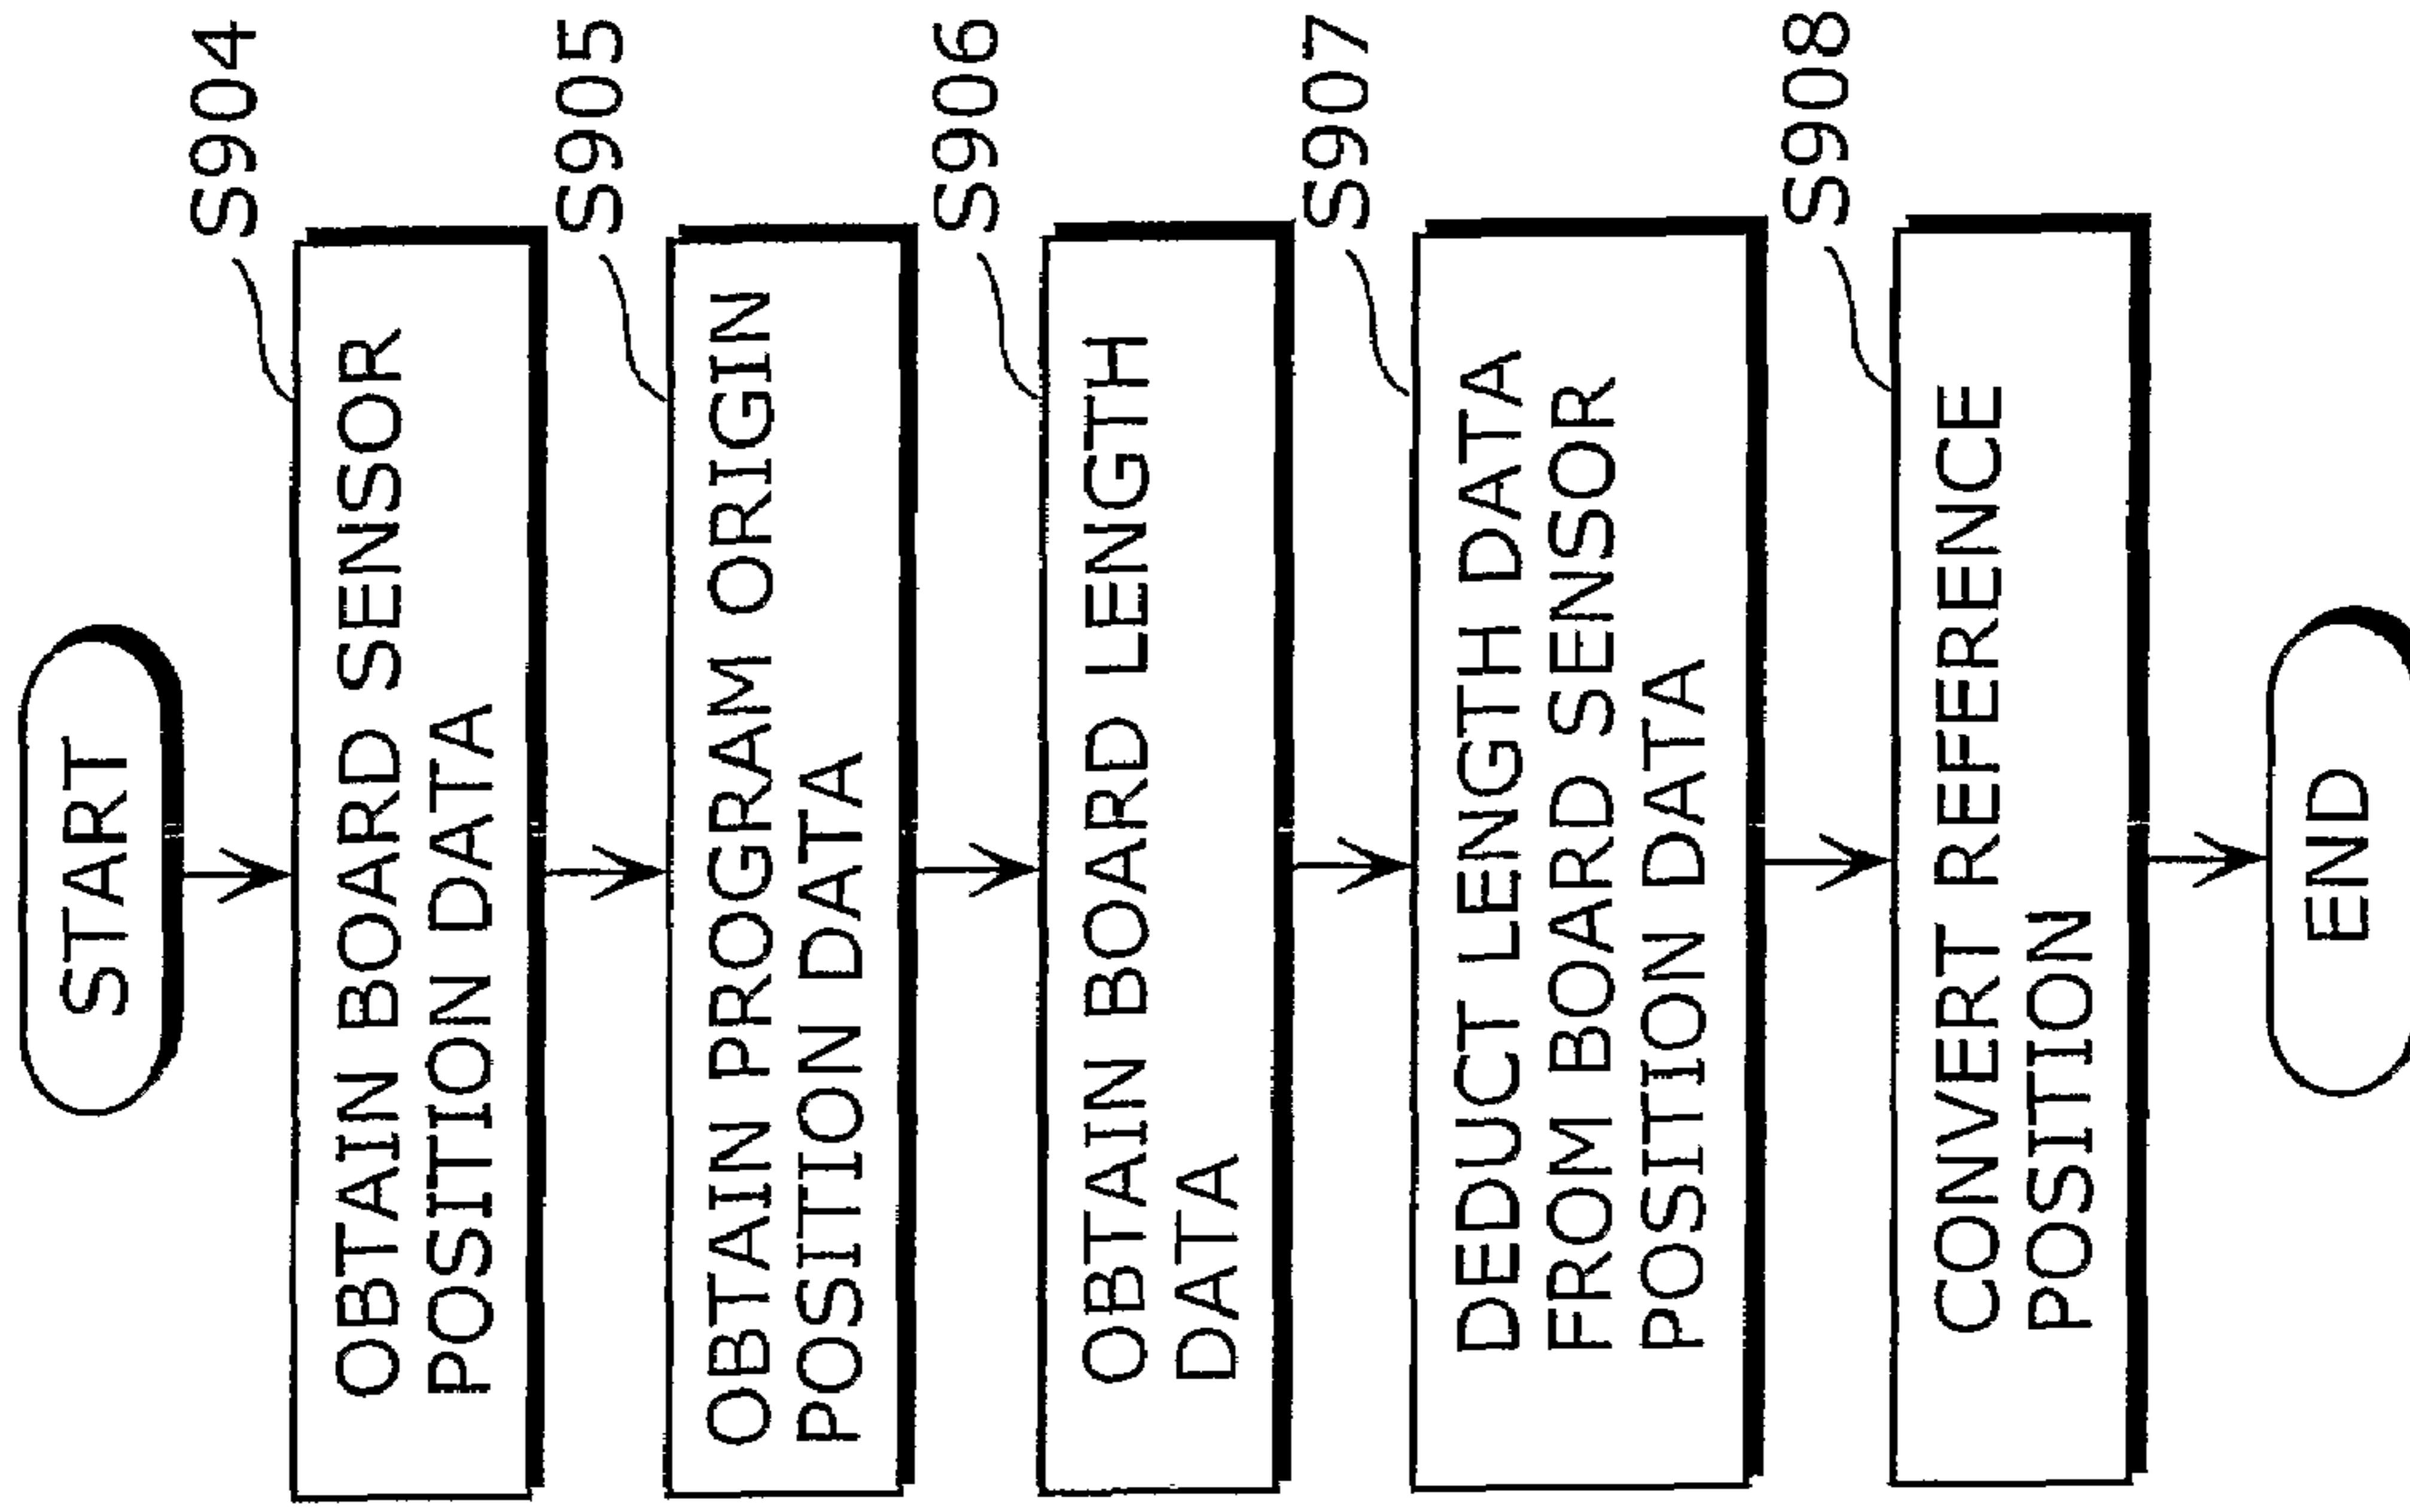 START
S904
OBTAIN BOARD SENSOR
POSITION DATA
S905
OBTAIN PROGRAM ORIGIN
POSITION DATA
S906
OBTAIN BOARD LENGTH
DATA
S907
DEDUCT LENGTH DATA
FROM BOARD SENSOR
POSITION DATA
S908
CONVERT REFERENCE
POSITION
END